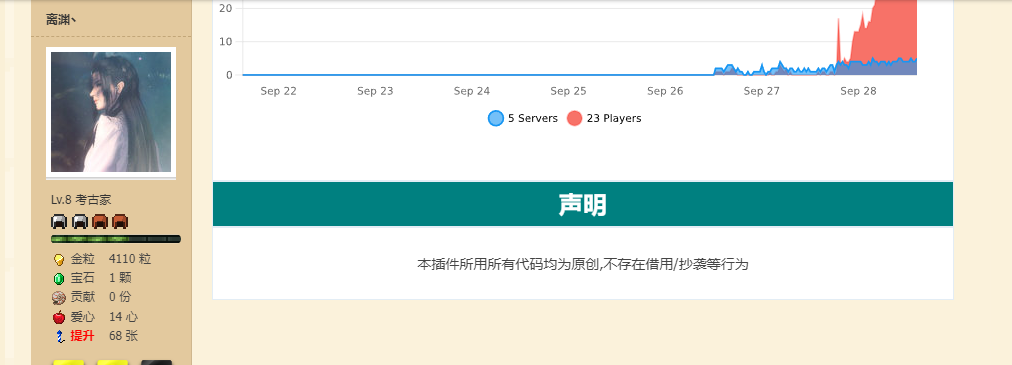 离渊丶
Lv.8 考古家
金粒 4110 粒
宝石 1 颗
贡献 0 份
爱心 14 心
提升 68 张
20
10
0
Sep 22 Sep 23 Sep 24 Sep 25 Sep 26 Sep 27 Sep 28
5 Servers 23 Players
声明
本插件所用所有代码均为原创,不存在借用/抄袭等行为